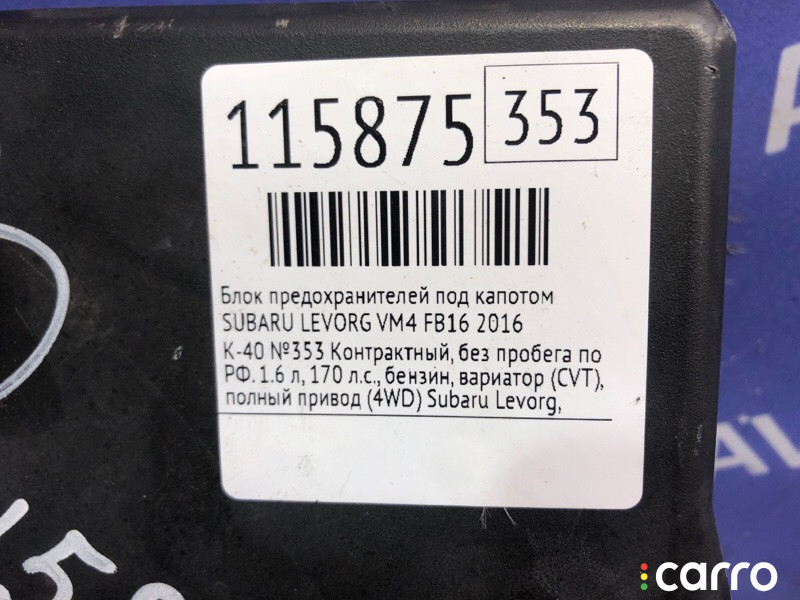 115875 353
Блок предохранителей под капотом
SUBARU LEVORG VM4 FB16 2016
К-40 №353 Контрактный, без пробега по
РФ. 1.6 л, 170 л.с., бензин, вариатор (CVT),
полный привод (4WD) Subaru Levorg,
carro